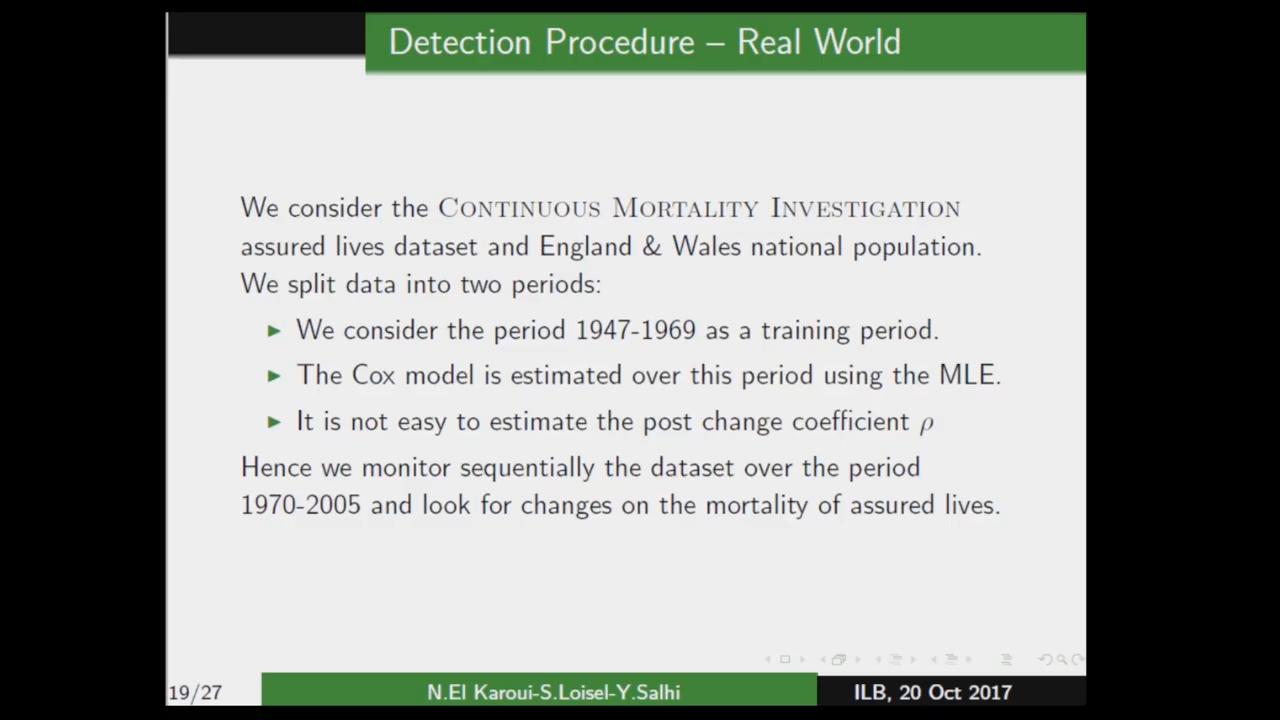 Detection Procedure – Real World
We consider the Continuous Mortality Investigation
assured lives dataset and England & Wales national population.
We split data into two periods:
We consider the period 1947-1969 as a training period.
The Cox model is estimated over this period using the MLE.
It is not easy to estimate the post change coefficient ρ
Hence we monitor sequentially the dataset over the period
1970-2005 and look for changes on the mortality of assured lives.
19/27
N.El Karoui-S.Loisel-Y.Salhi
ILB, 20 Oct 2017